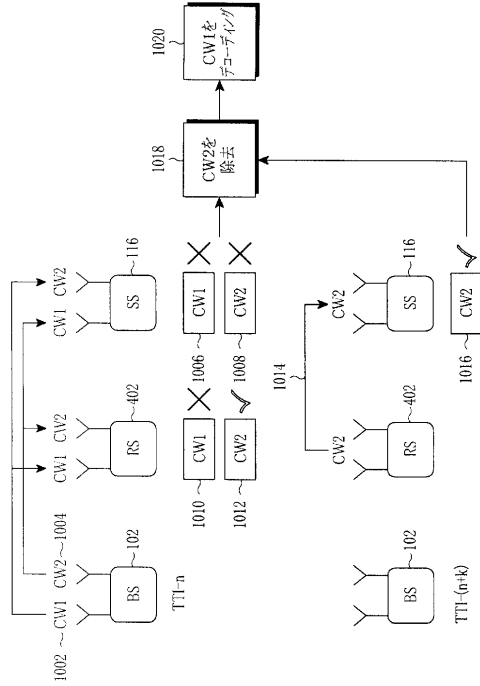 1002
CW1
CW2
1004
BS
102
TTI-n
CW1
CW2
RS
402
1010
CW1
1012
CW2
CW1
CW2
SS
116
1006
CW1
1008
CW2
1018
CW2を
除去
1020
CW1を
デコーディング
BS
102
TTI-(n+k)
CW2
RS
402
1014
CW2
SS
116
CW2
1016